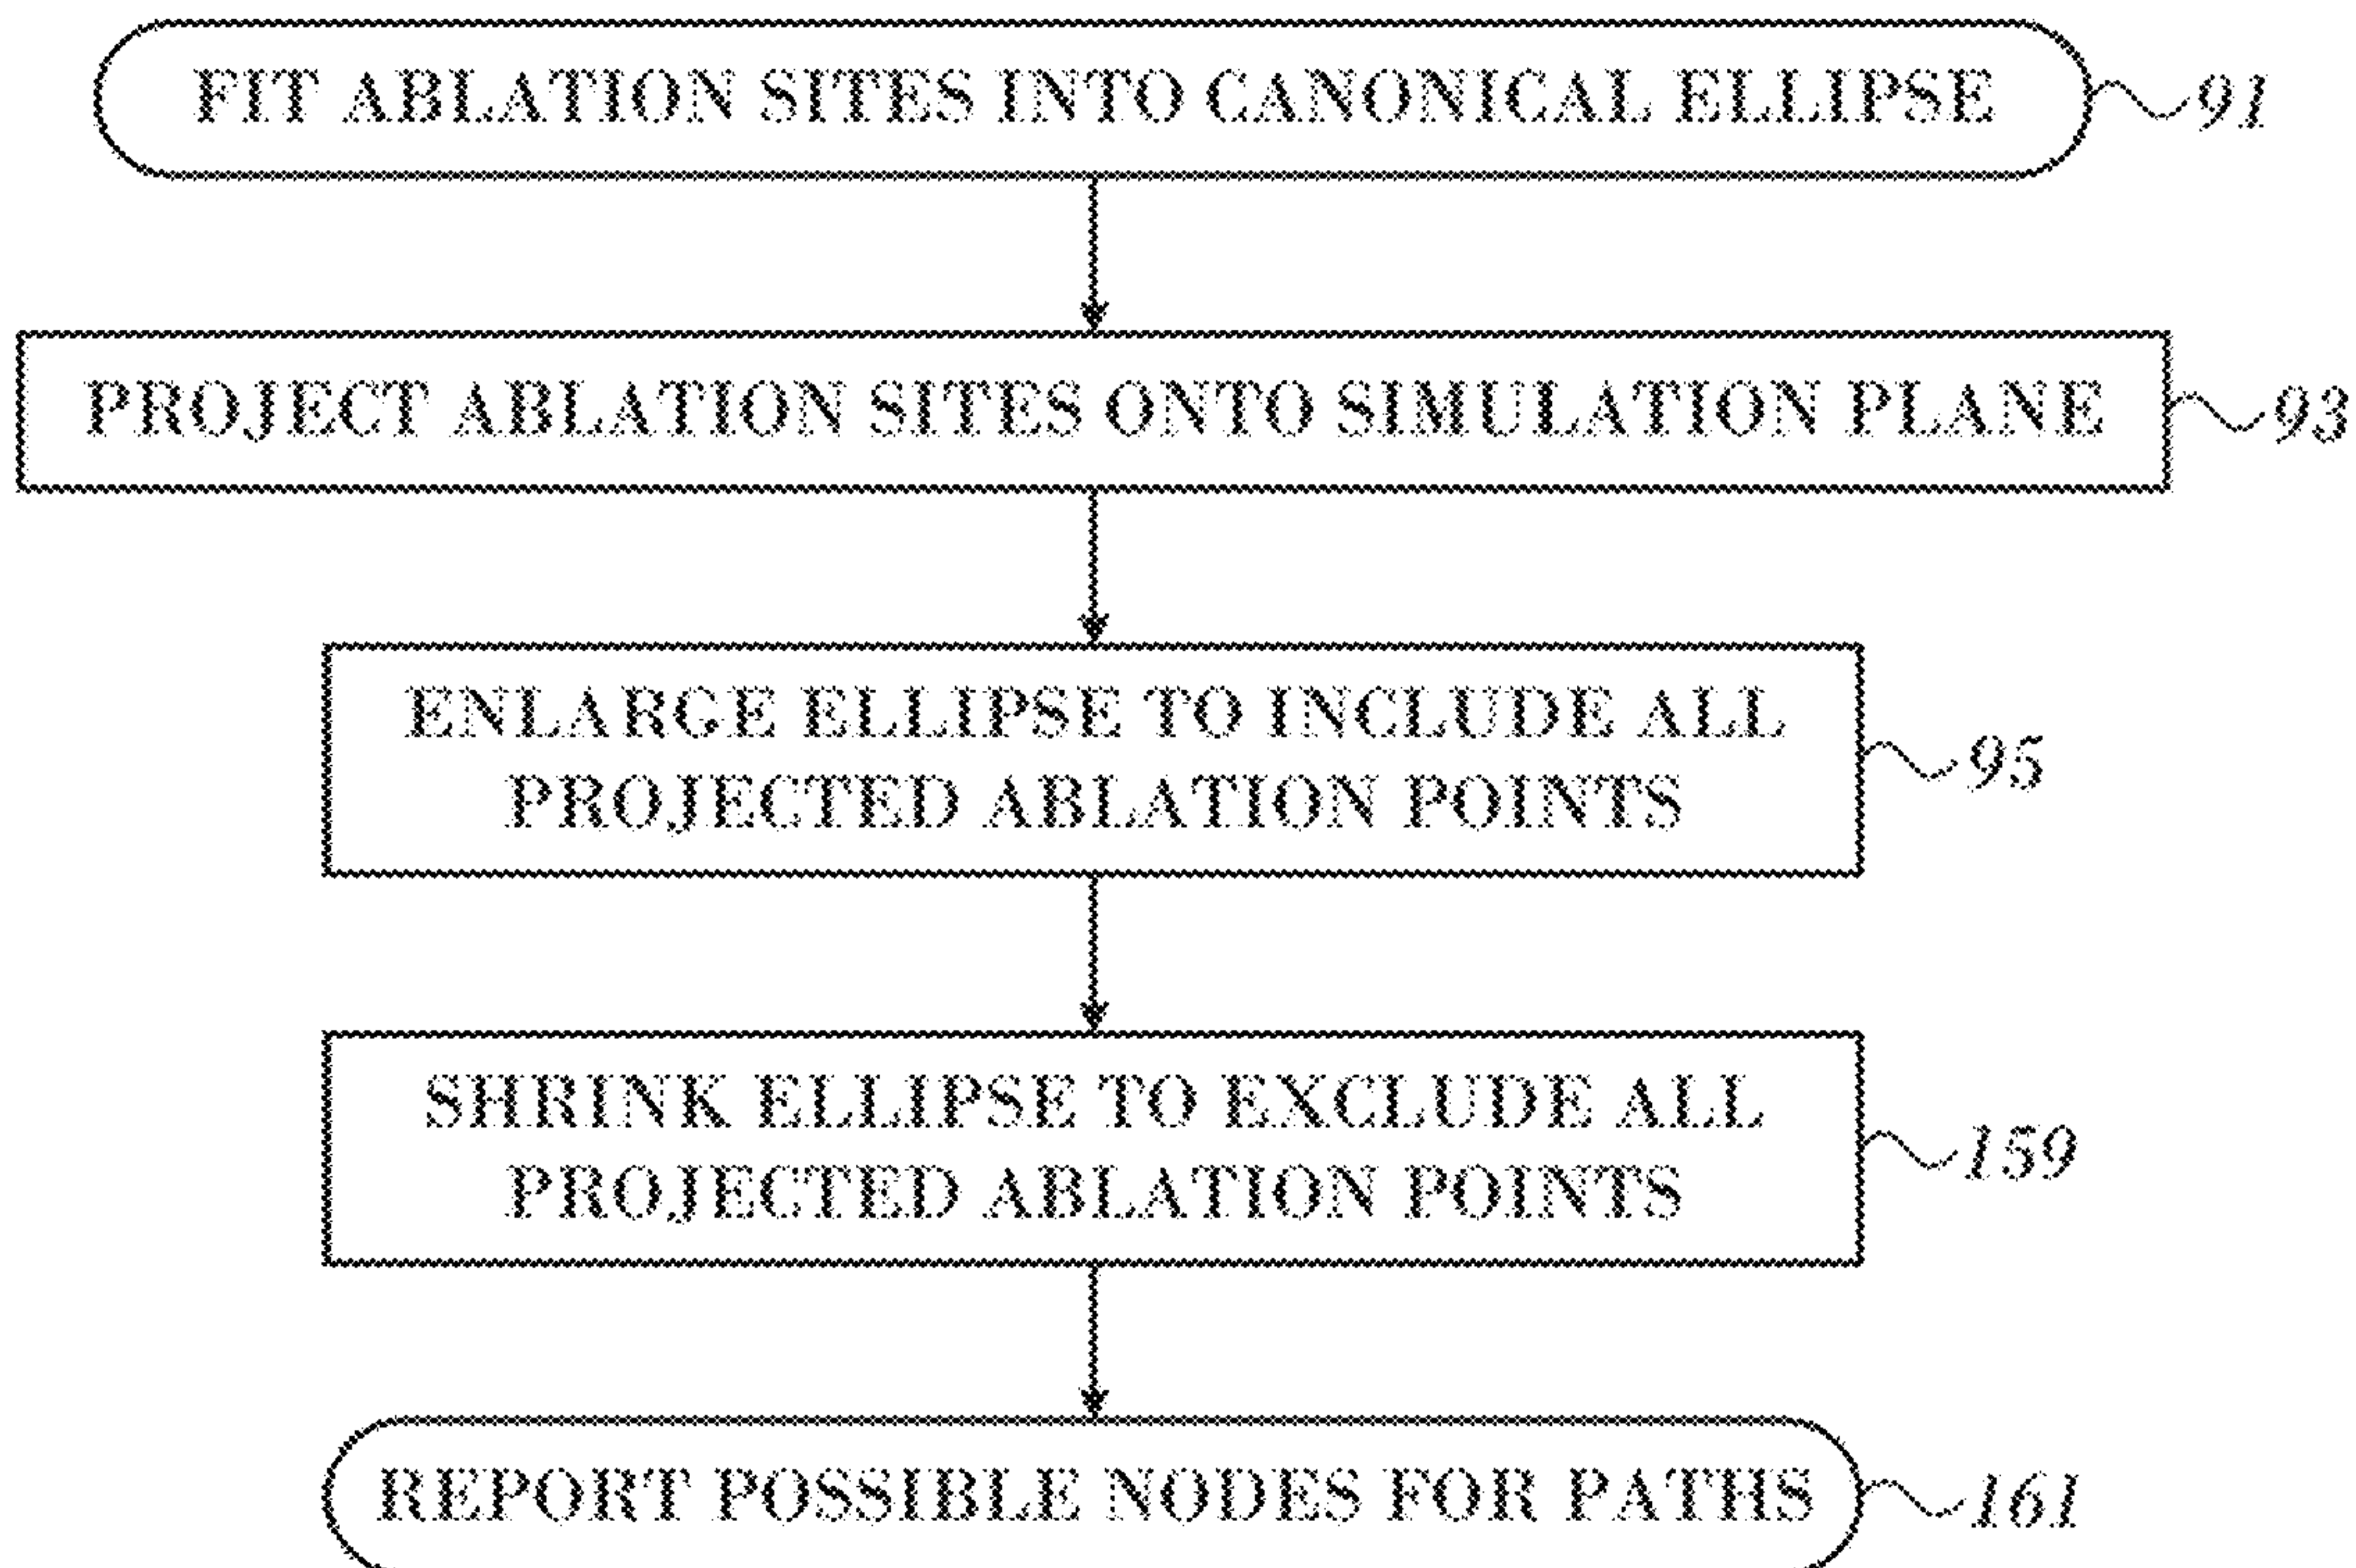 FIT ABLATION SITES INTO CANONICAL ELLIPSE
91
PROJECT ABLATION SITES ONTO SIMULATION PLANE
93
ENLARGE ELLIPSE TO INCLUDE ALL
PROJECTED ABLATION POINTS
95
SHRINK ELLIPSE TO EXCLUDE ALL
PROJECTED ABLATION POINTS
159
REPORT POSSIBLE NODES FOR PATHS
161